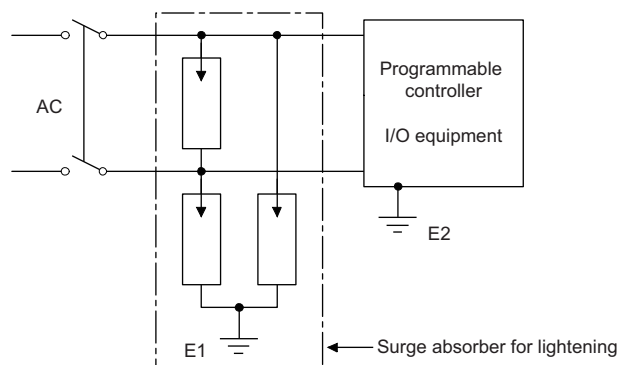 Programmable
controller
AC
I/O equipment
E2
E1
Surge absorber for lightening